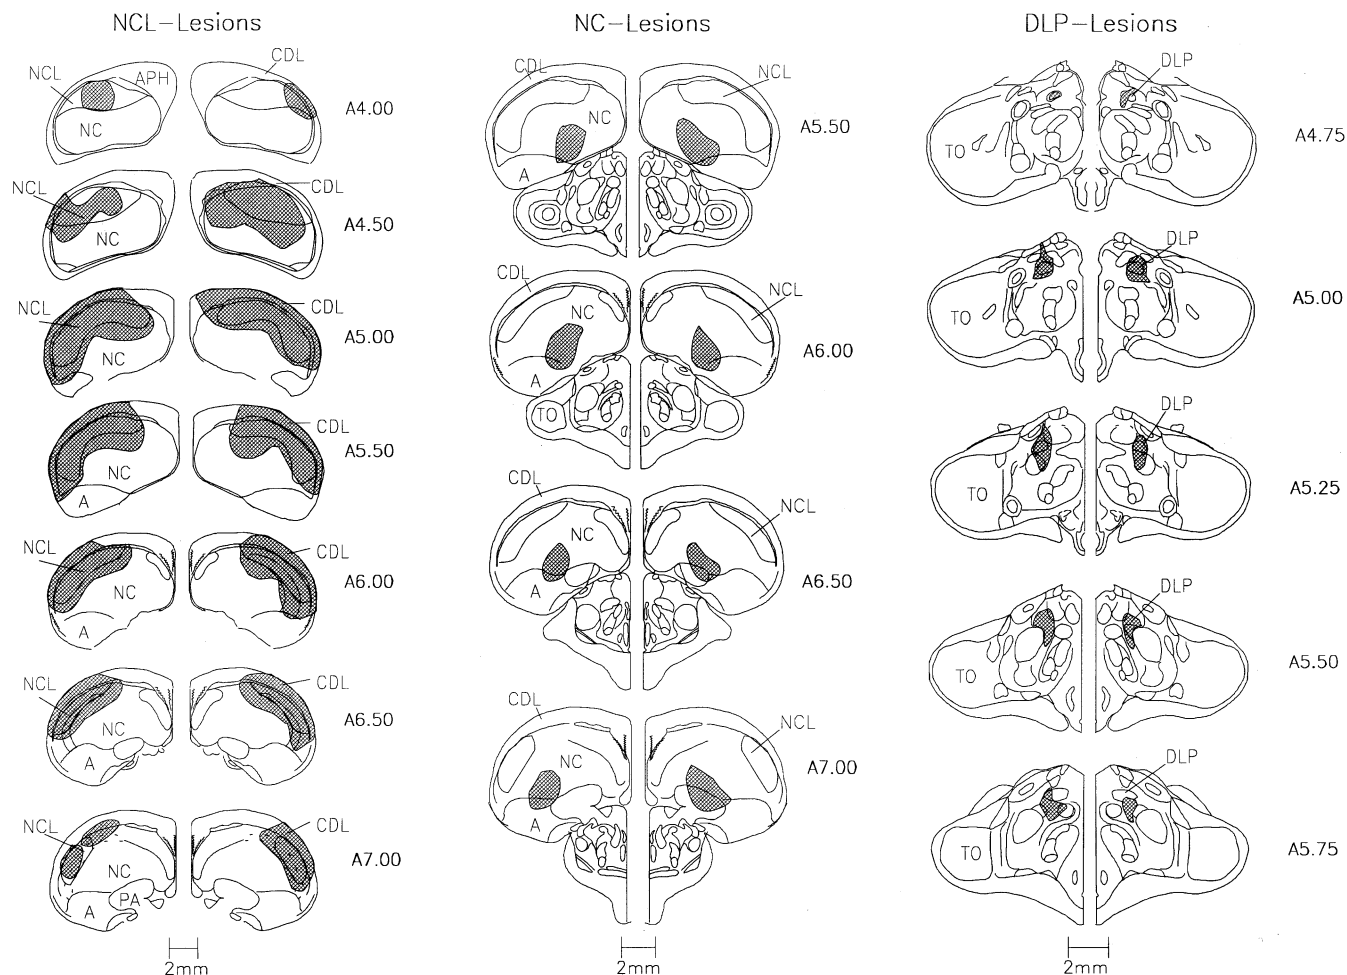 NCL–Lesions
NCL
APH
CDL
NC
A4.00
NCL
CDL
NC
A4.50
NCL
CDL
NC
A5.00
CDL
NC
A
A5.50
NCL
CDL
NC
A
A6.00
NCL
CDL
NC
A
A6.50
NCL
CDL
NC
PA
A
A7.00
2mm
NC–Lesions
CDL
NCL
NC
A
A5.50
CDL
NCL
NC
A
TO
A6.00
CDL
NCL
NC
A
A6.50
CDL
NCL
NC
A
A7.00
2mm
DLP–Lesions
DLP
TO
A4.75
DLP
TO
A5.00
DLP
TO
A5.25
DLP
TO
A5.50
DLP
TO
A5.75
2mm